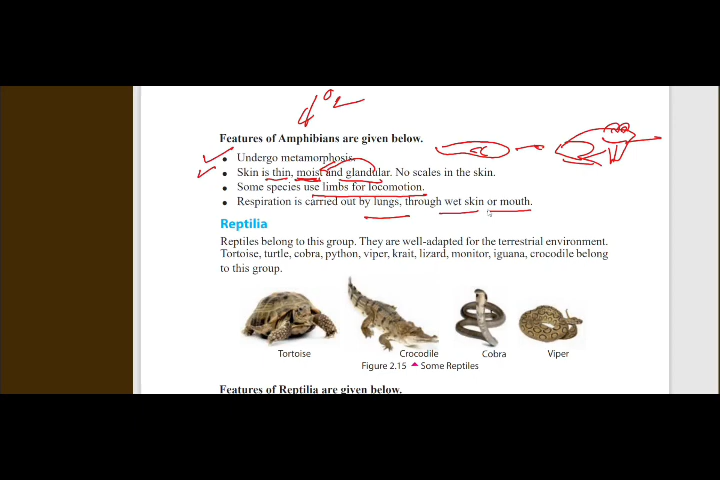 O2
Features of Amphibians are given below.
• Undergo metamorphosis.
• Skin is thin, moist and glandular. No scales in the skin.
• Some species use limbs for locomotion.
• Respiration is carried out by lungs, through wet skin or mouth.
Reptilia
Reptiles belong to this group. They are well-adapted for the terrestrial environment.
Tortoise, turtle, cobra, python, viper, krait, lizard, monitor, iguana, crocodile belong
to this group.
Tortoise Crocodile Cobra Viper
Figure 2.15 ▲ Some Reptiles
Features of Reptilia are given below.